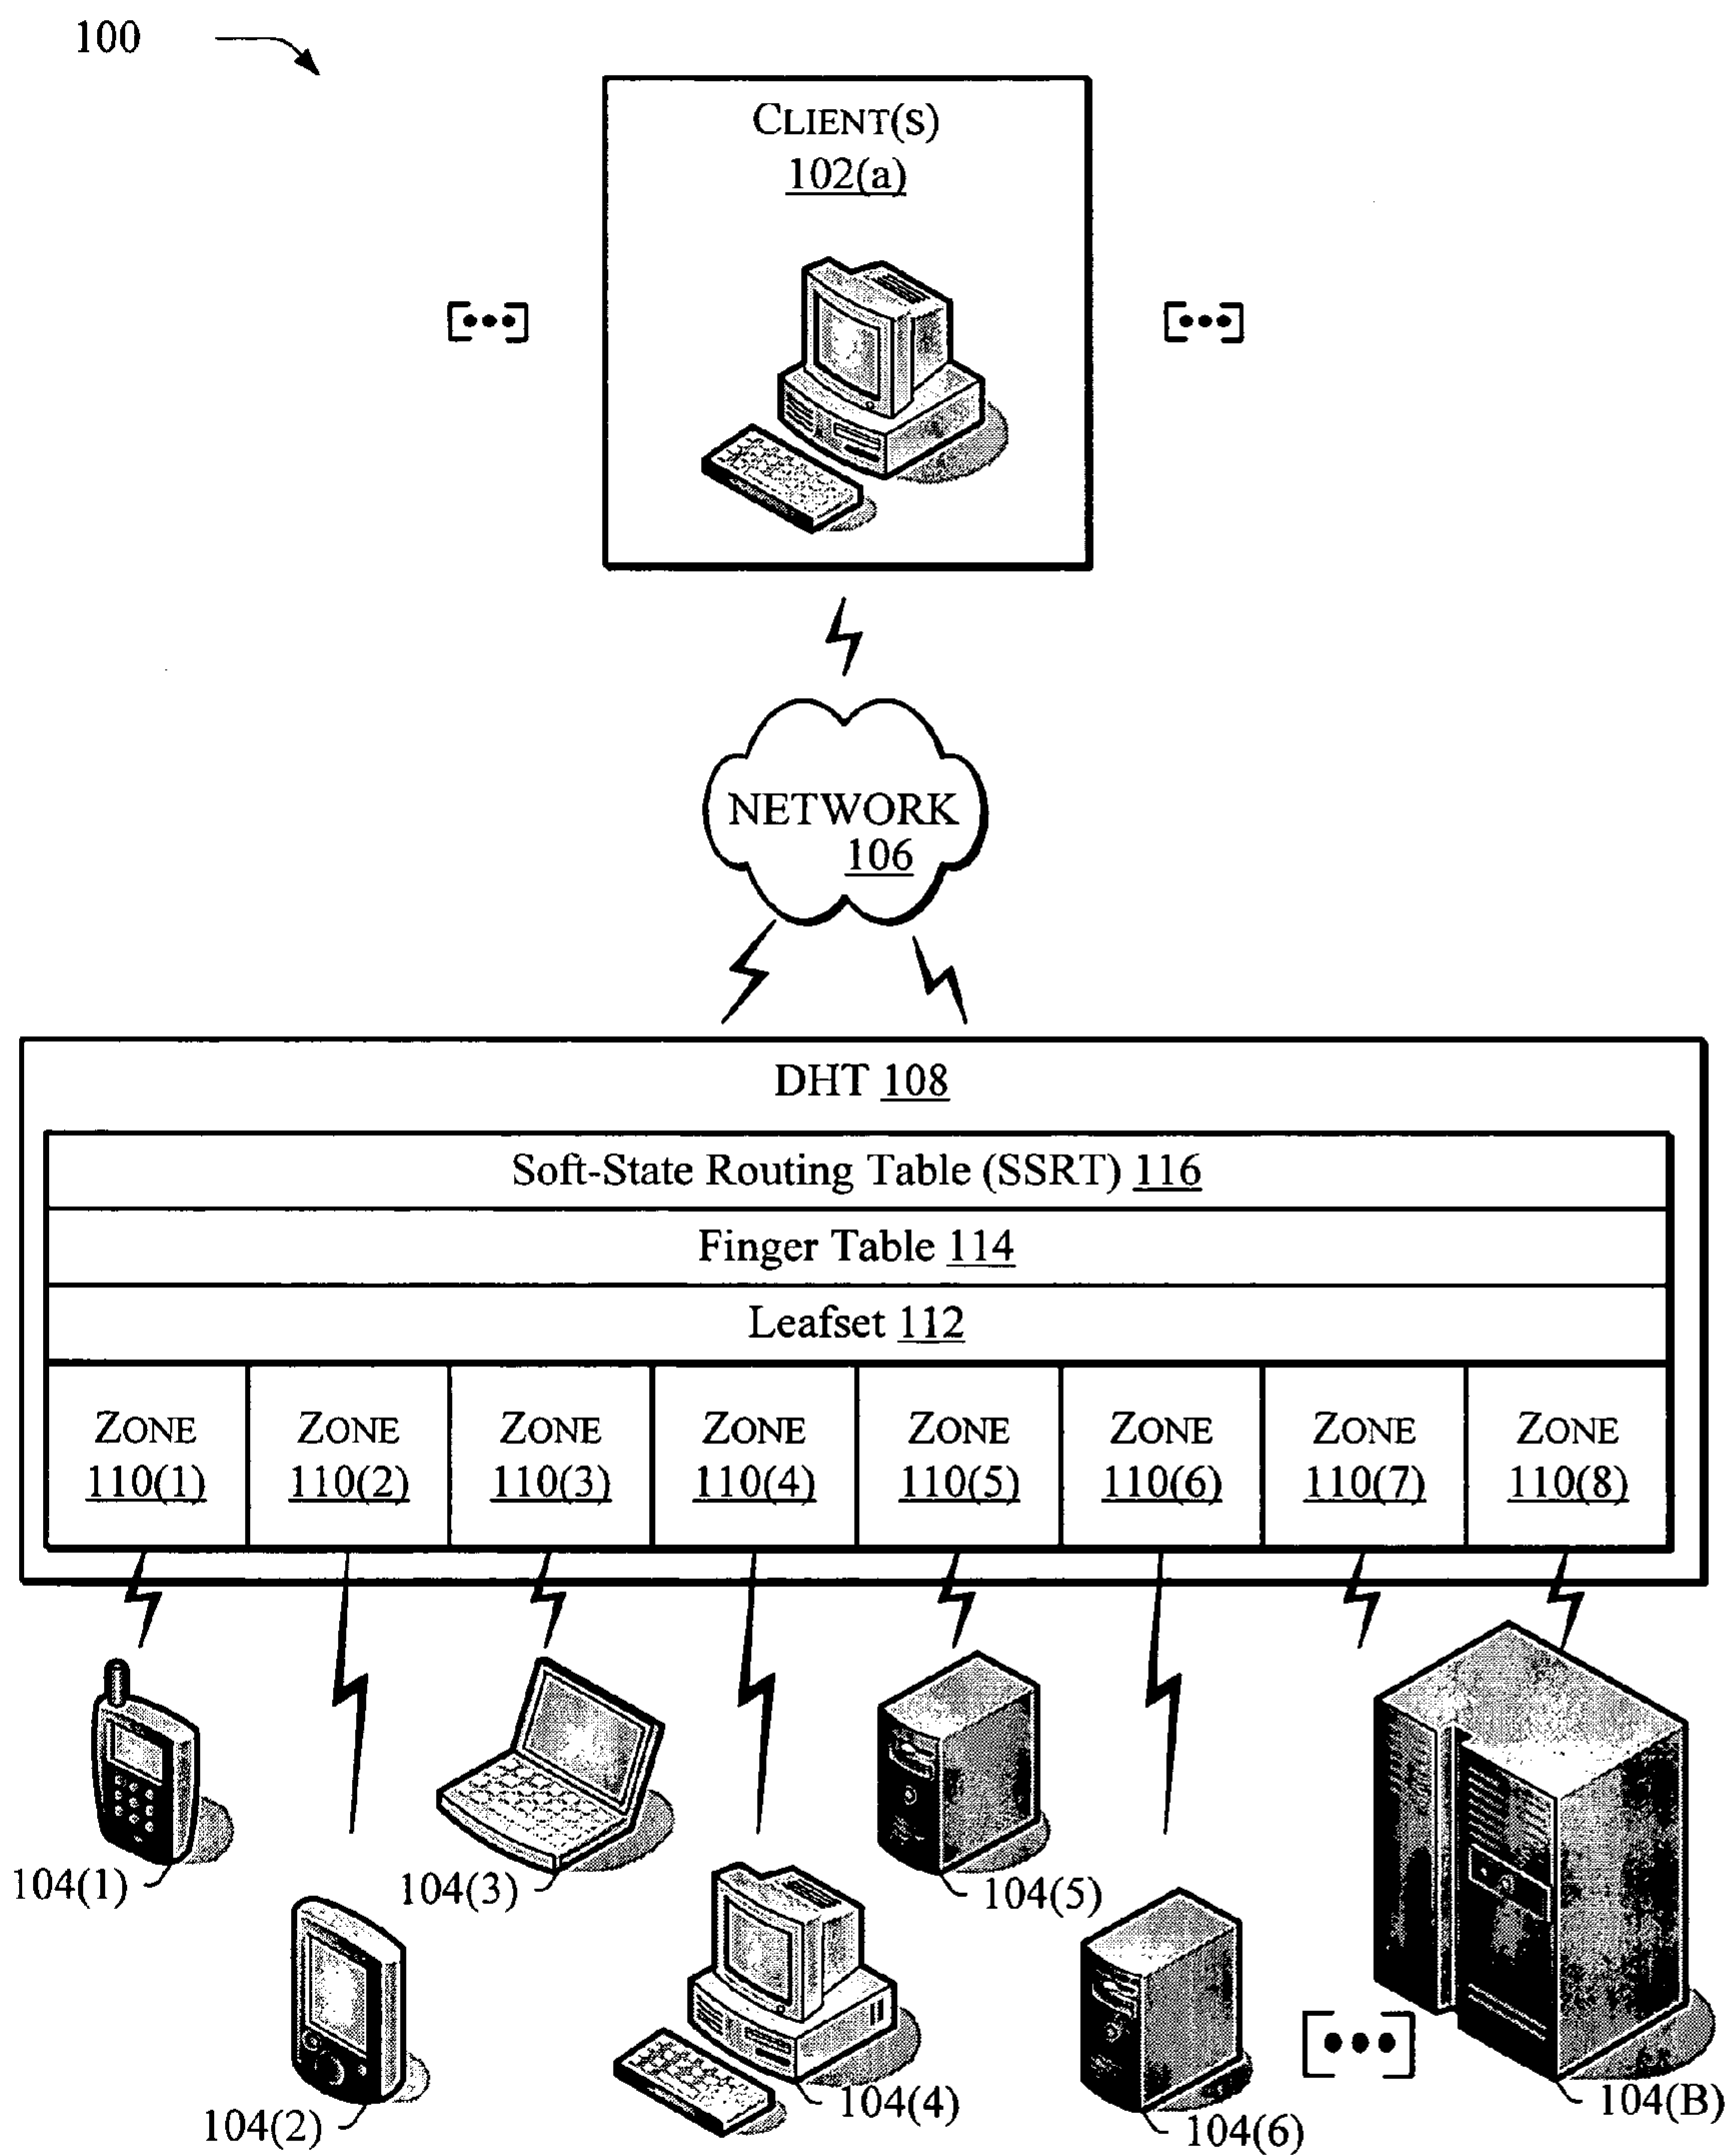 100
CLIENT(S)
102(a)
[•••]
[•••]
NETWORK
106
DHT 108
Soft-State Routing Table (SSRT) 116
Finger Table 114
Leafset 112
ZONE
110(1)
ZONE
110(2)
ZONE
110(3)
ZONE
110(4)
ZONE
110(5)
ZONE
110(6)
ZONE
110(7)
ZONE
110(8)
104(1)
104(3)
104(5)
104(2)
104(4)
104(6)
[•••]
104(B)